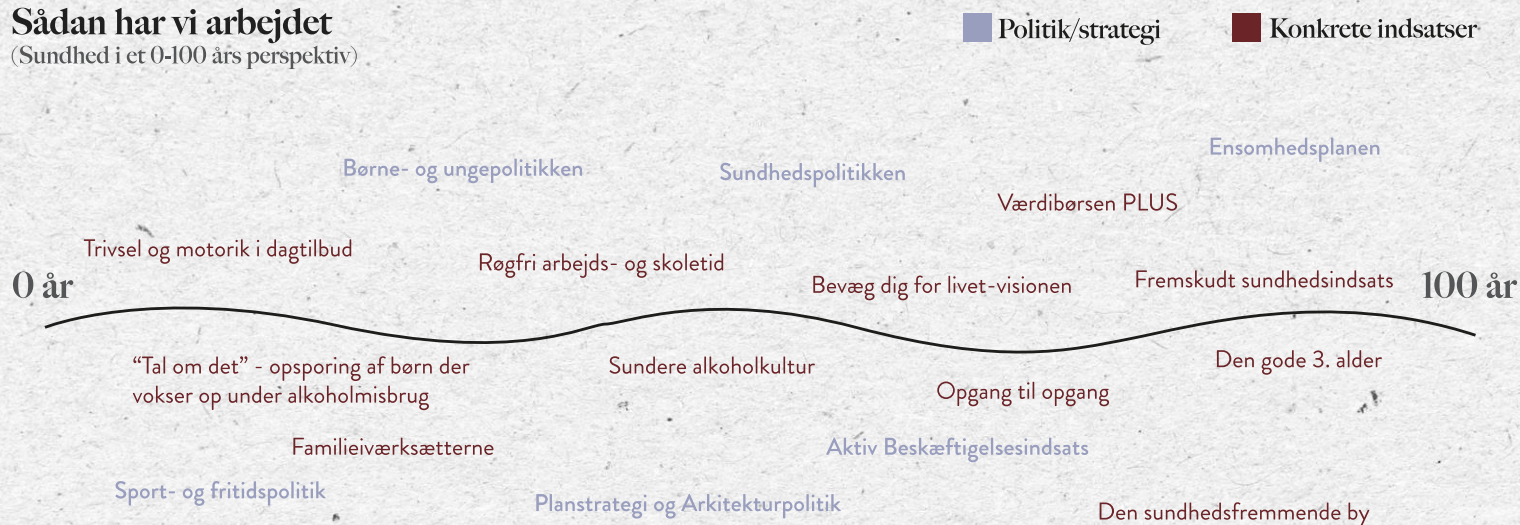 Sådan har vi arbejdet
(Sundhed i et 0-100 års perspektiv)
Politik/strategi
Konkrete indsatser
Ensomhedsplanen
Børne- og ungepolitikken
Sundhedspolitikken
Værdibørsen PLUS
Trivsel og motorik i dagtilbud
Røgfri arbejds- og skoletid
Bevæg dig for livet-visionen
Fremskudt sundhedsindsats
0 år
100 år
“Tal om det” - opsporing af børn der
vokser op under alkoholmisbrug
Sundere alkoholkultur
Den gode 3. alder
Opgang til opgang
Familieiværksætterne
Aktiv Beskæftigelsesindsats
Sport- og fritidspolitik
Planstrategi og Arkitekturpolitik
Den sundhedsfremmende by